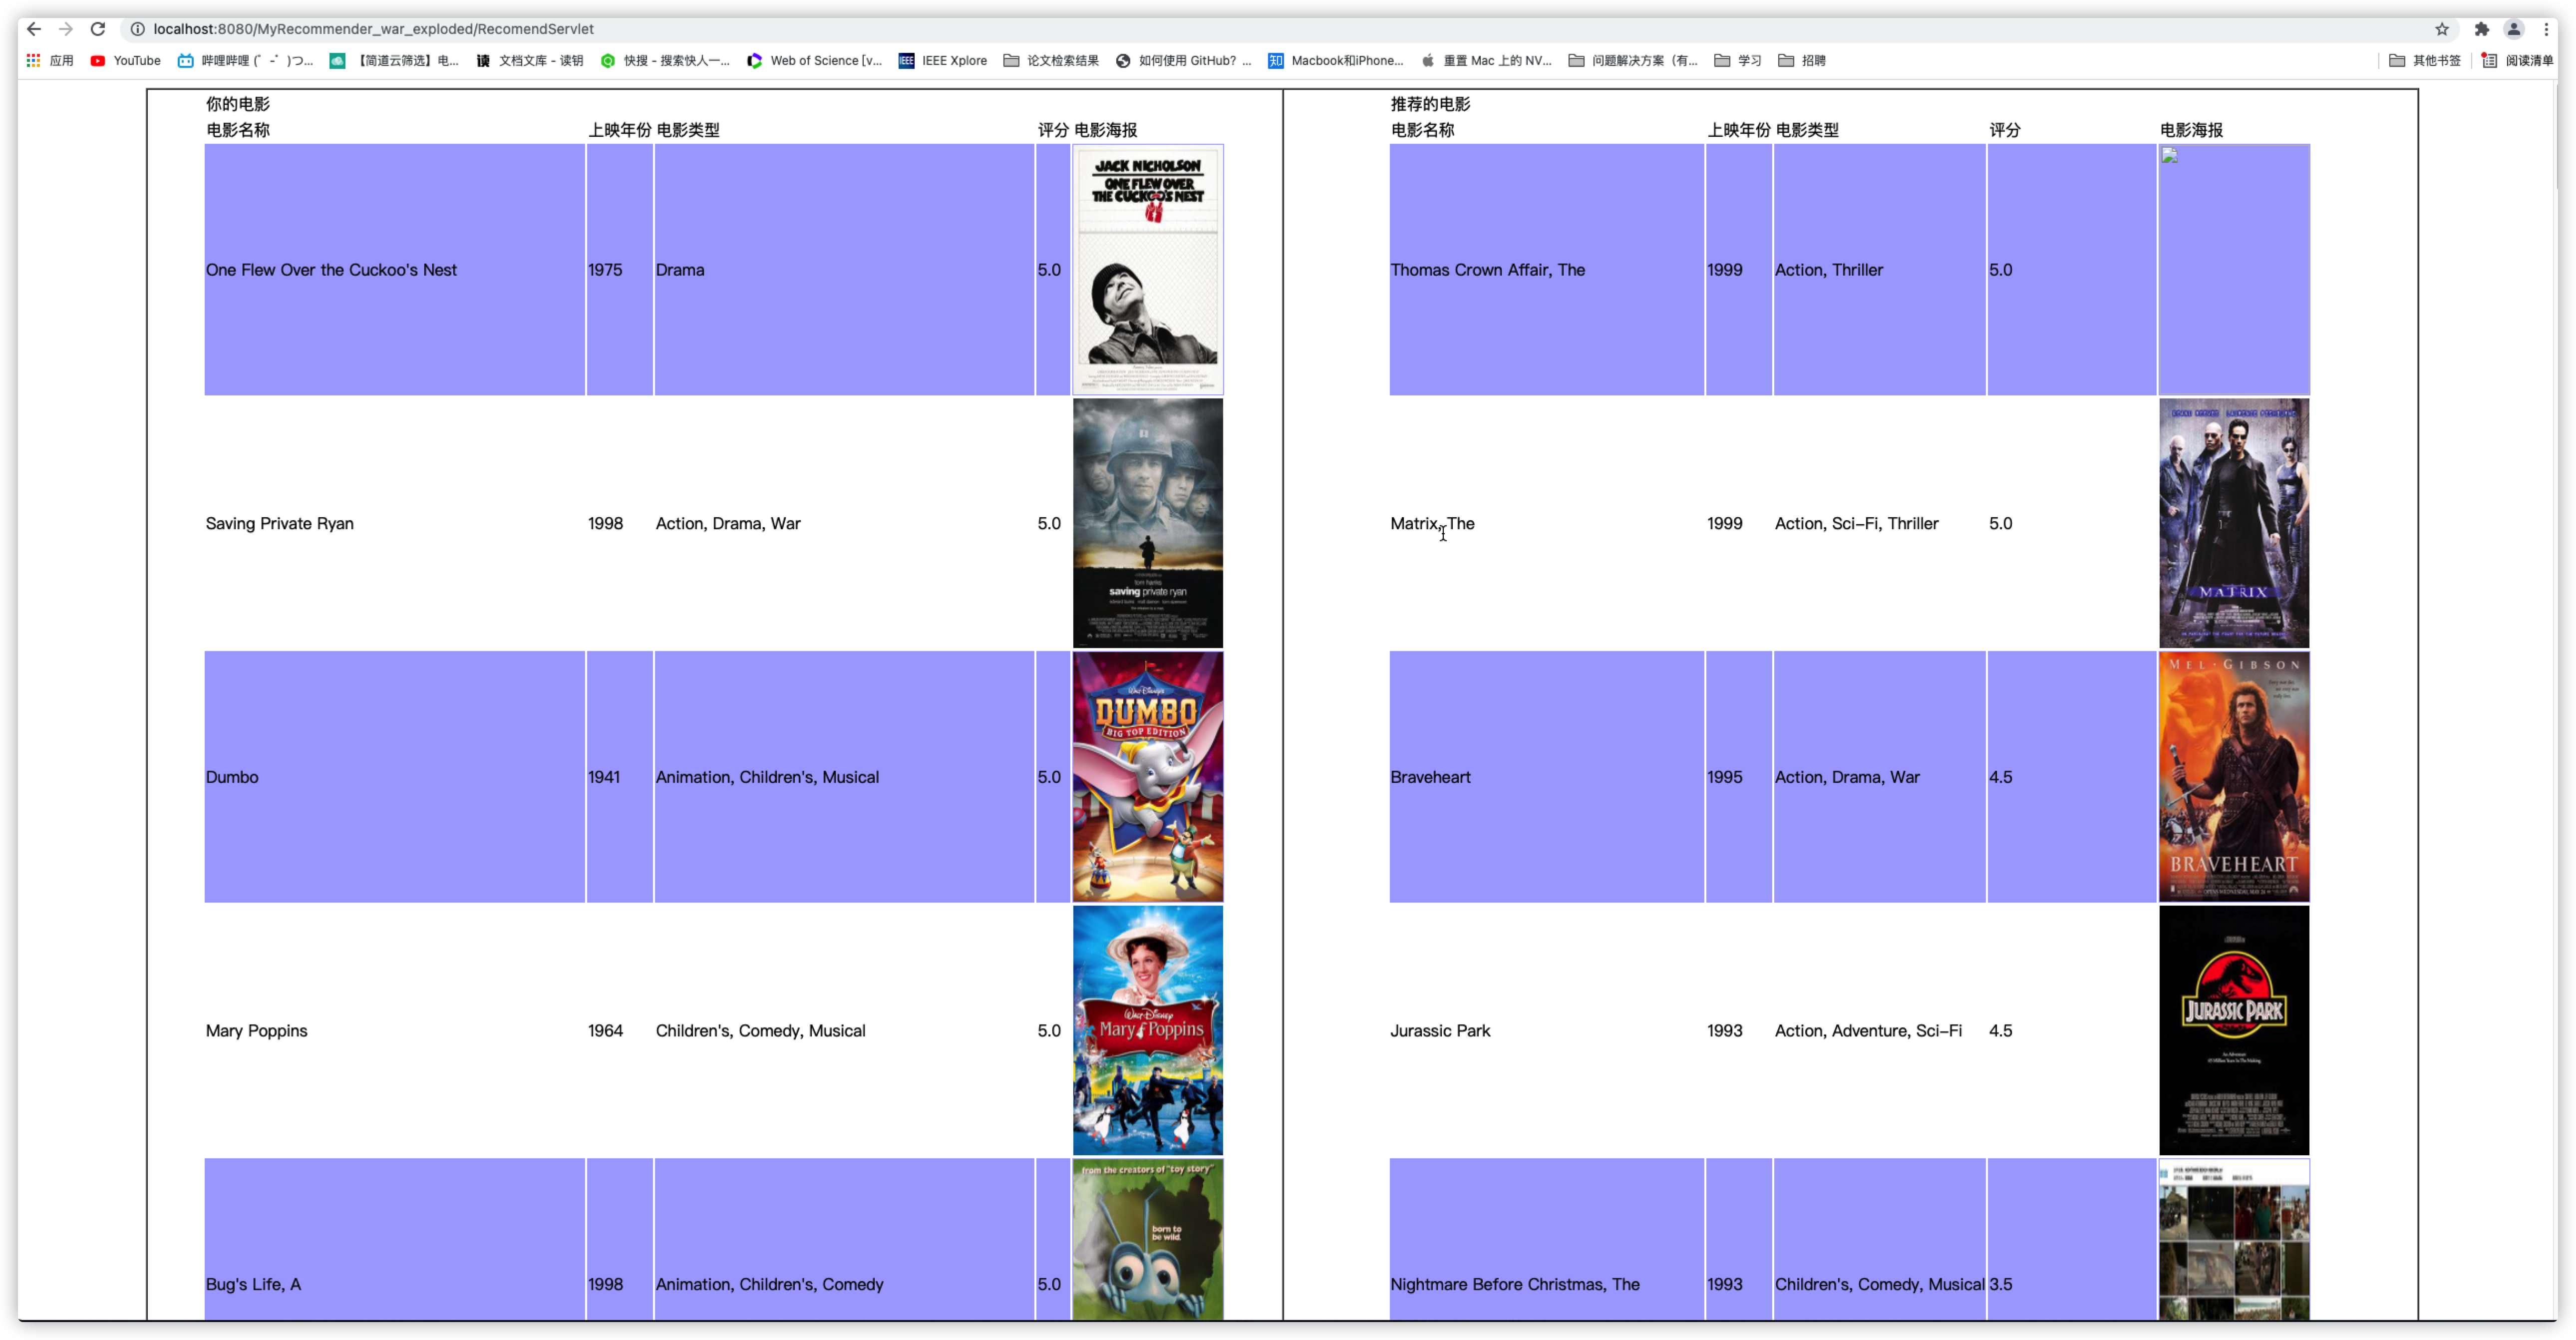 localhost:8080/MyRecommender_war_exploded/RecomendServlet
应用 YouTube 哔哩哔哩 (゜-゜)つ... 【简道云筛选】电... 文档文库 - 读钥 快搜 - 搜索快人一... Web of Science [v... IEEE Xplore 论文检索结果 如何使用 GitHub? ... Macbook和iPhone... 重置 Mac 上的 NV... 问题解决方案（有... 学习 招聘 其他书签 阅读清单
你的电影
电影名称 上映年份 电影类型 评分 电影海报
One Flew Over the Cuckoo's Nest 1975 Drama 5.0
JACK NICHOLSON
ONE FLEW OVER
THE CUCKOO'S NEST
Saving Private Ryan 1998 Action, Drama, War 5.0
tom hanks
saving private ryan
Dumbo 1941 Animation, Children's, Musical 5.0
Walt Disney's
DUMBO
BIG TOP EDITION
Mary Poppins 1964 Children's, Comedy, Musical 5.0
Walt Disney
Mary Poppins
Bug's Life, A 1998 Animation, Children's, Comedy 5.0
from the creators of "toy story"
born to
be wild.
推荐的电影
电影名称 上映年份 电影类型 评分 电影海报
Thomas Crown Affair, The 1999 Action, Thriller 5.0
Matrix, The 1999 Action, Sci-Fi, Thriller 5.0
MATRIX
Braveheart 1995 Action, Drama, War 4.5
MEL GIBSON
BRAVEHEART
Jurassic Park 1993 Action, Adventure, Sci-Fi 4.5
JURASSIC PARK
Nightmare Before Christmas, The 1993 Children's, Comedy, Musical 3.5